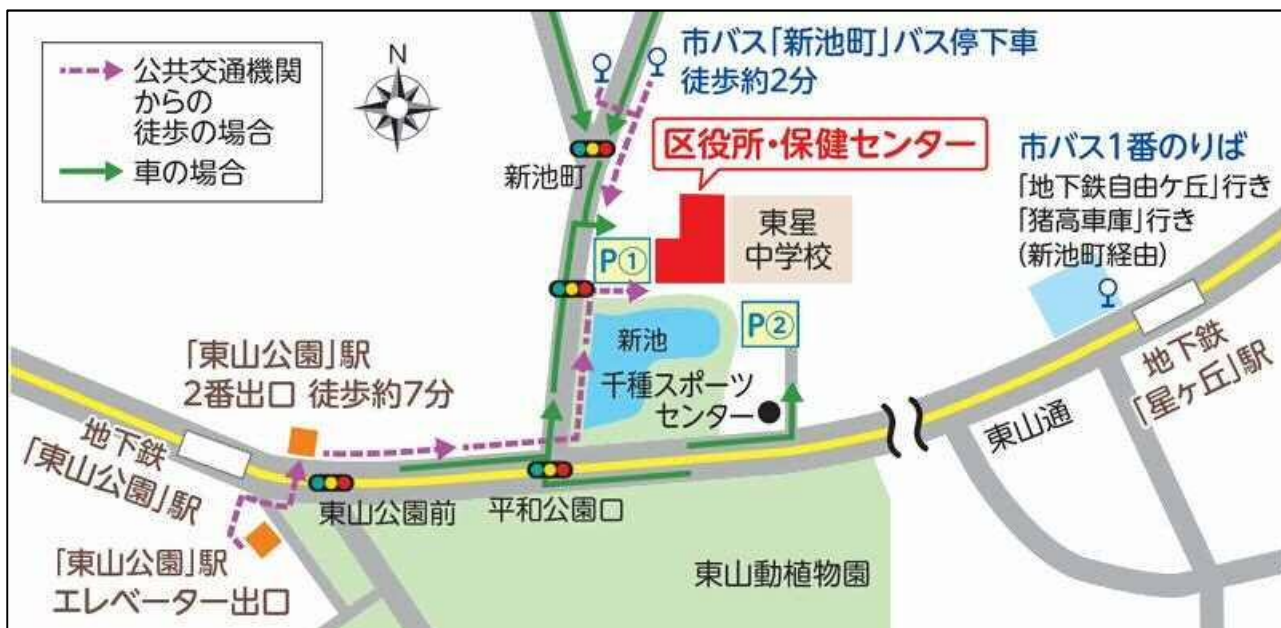 公共交通機関
からの
徒歩の場合
車の場合
N
市バス「新池町」バス停下車
徒歩約2分
区役所・保健センター
新池町
市バス1番のりば
「地下鉄自由ケ丘」行き
「猪高車庫」行き
(新池町経由)
東星
中学校
P①
P②
新池
千種スポーツ
センター
「東山公園」駅
2番出口 徒歩約7分
地下鉄
「東山公園」駅
地下鉄
「星ヶ丘」駅
東山通
東山公園前
平和公園口
「東山公園」駅
エレベーター出口
東山動植物園